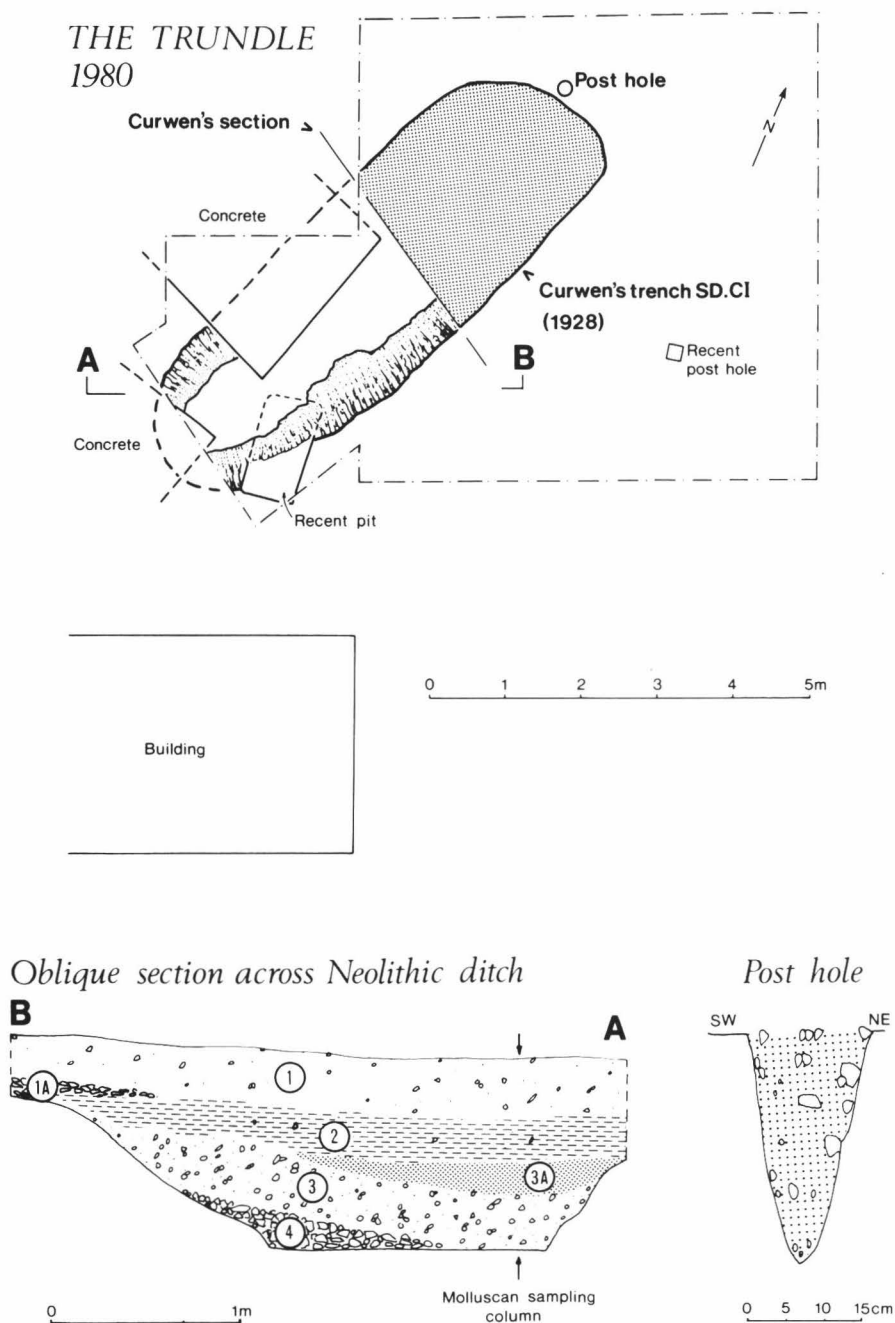 THE TRUNDLE
1980
Post hole
Curwen's section
N
Concrete
Curwen's trench SD.CI
(1928)
A
B
Recent
post hole
Concrete
Recent pit
0 1 2 3 4 5m
Building
Oblique section across Neolithic ditch
Post hole
B
A
SW
NE
1
1A
2
3
3A
4
Molluscan sampling
column
0 1m
0 5 10 15cm